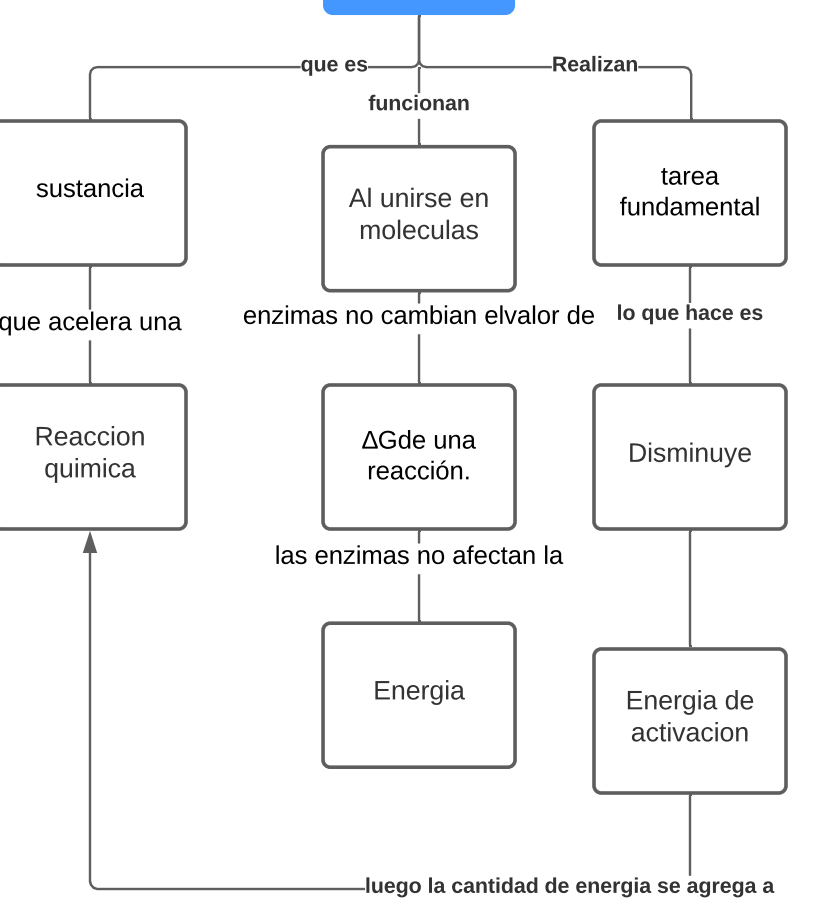 que es
Realizan
funcionan
sustancia
Al unirse en
moleculas
tarea
fundamental
que acelera una
enzimas no cambian elvalor de
lo que hace es
Reaccion
quimica
ΔGde una
reacción.
Disminuye
las enzimas no afectan la
Energia
Energia de
activacion
luego la cantidad de energia se agrega a